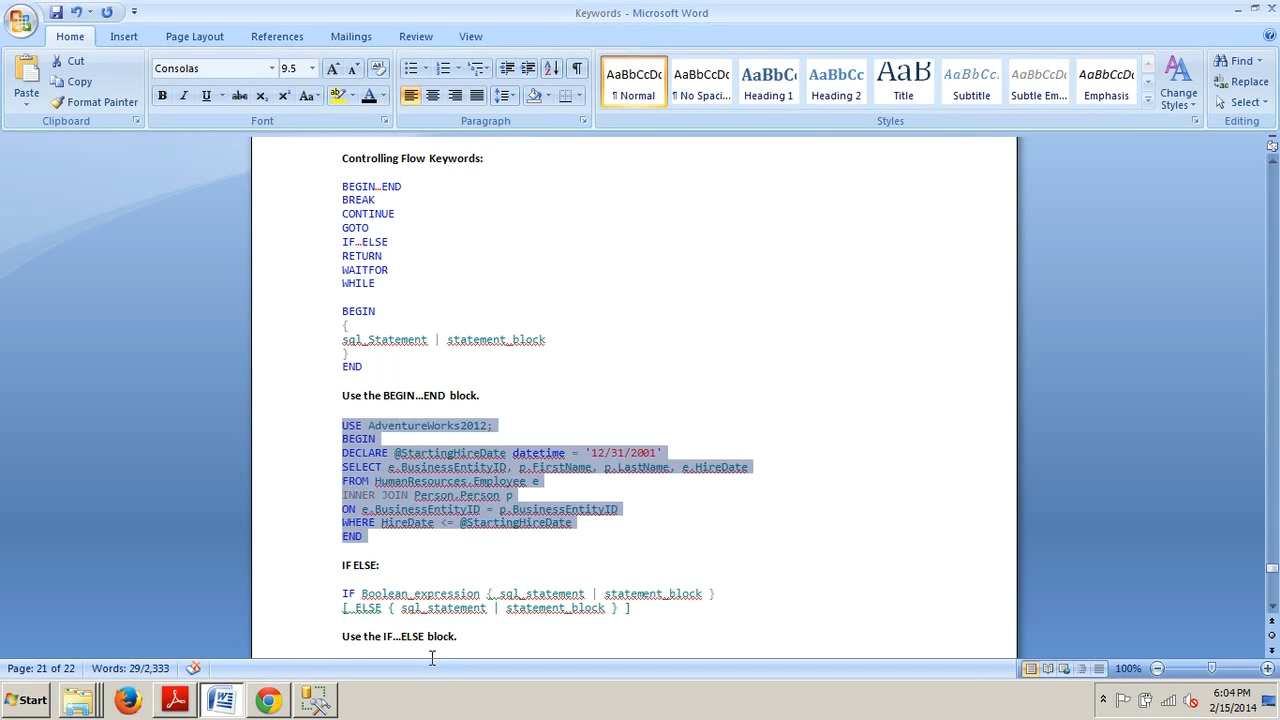 Keywords - Microsoft Word
Home Insert Page Layout References Mailings Review View
Paste
Cut
Copy
Format Painter
Clipboard
Consolas 9.5
Font
Paragraph
AaBbCcDc AaBbCcDc AaBbCc AaBbCc AaB AaBbCc. AaBbCcDc AaBbCcDc
¶ Normal ¶ No Spaci... Heading 1 Heading 2 Title Subtitle Subtle Em... Emphasis
Change Styles
Styles
Find
Replace
Select
Editing
Controlling Flow Keywords:
BEGIN…END
BREAK
CONTINUE
GOTO
IF…ELSE
RETURN
WAITFOR
WHILE
BEGIN
{
sql_Statement | statement_block
}
END
Use the BEGIN…END block.
USE AdventureWorks2012;
BEGIN
DECLARE @StartingHireDate datetime = '12/31/2001'
SELECT e.BusinessEntityID, p.FirstName, p.LastName, e.HireDate
FROM HumanResources.Employee e
INNER JOIN Person.Person p
ON e.BusinessEntityID = p.BusinessEntityID
WHERE HireDate <= @StartingHireDate
END
IF ELSE:
IF Boolean_expression { sql_statement | statement_block }
[ ELSE { sql_statement | statement_block } ]
Use the IF…ELSE block.
Page: 21 of 22 Words: 29/2,333 100%
Start
6:04 PM
2/15/2014